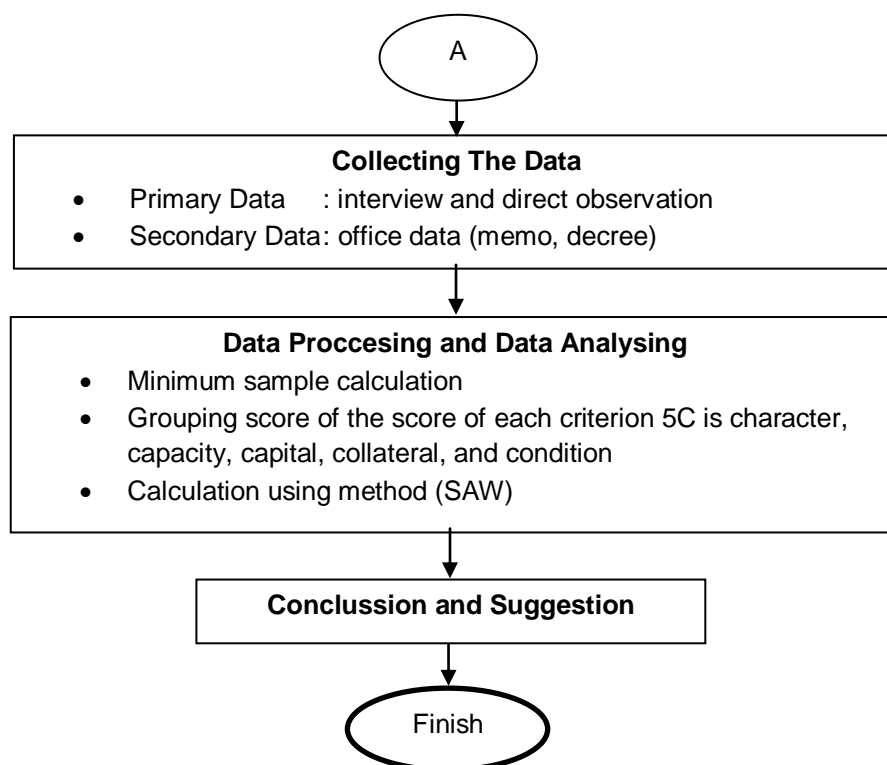 A
Collecting The Data
• Primary Data : interview and direct observation
• Secondary Data : office data (memo, decree)
Data Proccesing and Data Analysing
• Minimum sample calculation
• Grouping score of the score of each criterion 5C is character,
capacity, capital, collateral, and condition
• Calculation using method (SAW)
Conclussion and Suggestion
Finish